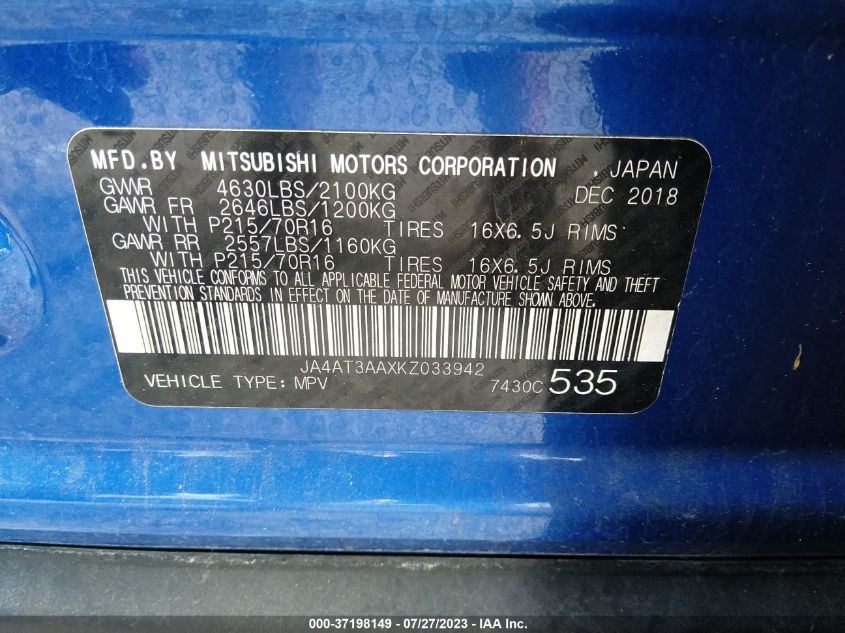 MFD.BY MITSUBISHI MOTORS CORPORATION , JAPAN
GVWR 4630LBS/2100KG DEC 2018
GAWR FR 2646LBS/1200KG
WITH P215/70R16 TIRES 16X6.5J RIMS
GAWR RR 2557LBS/1160KG
WITH P215/70R16 TIRES 16X6.5J RIMS
THIS VEHICLE CONFORMS TO ALL APPLICABLE FEDERAL MOTOR VEHICLE SAFETY AND THEFT
PREVENTION STANDARDS IN EFFECT ON THE DATE OF MANUFACTURE SHOWN ABOVE.
JA4AT3AAXKZ033942
VEHICLE TYPE: MPV 7430C 535
000-37198149 - 07/27/2023 - IAA Inc.